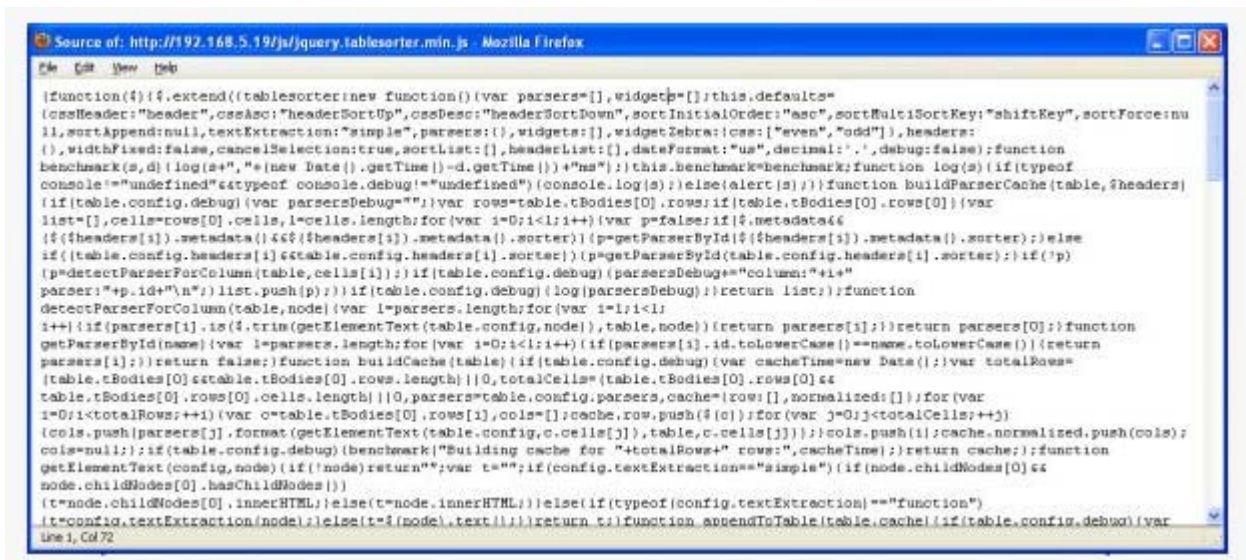 Source of: http://192.168.5.19/js/jquery.tablesorter.min.js - Mozilla Firefox
File Edit View Help
(function($){$.extend({tablesorter:new function(){var parsers=[],widgets=[];this.defaults=
{cssHeader:"header",cssAsc:"headerSortUp",cssDesc:"headerSortDown",sortInitialOrder:"asc",sortMultiSortKey:"shiftKey",sortForce:nu
ll,sortAppend:null,textExtraction:"simple",parsers:{},widgets:[],widgetZebra:{css:["even","odd"]},headers:
{},widthFixed:false,cancelSelection:true,sortList:[],headerList:[],dateFormat:"us",decimal:'.',debug:false};function
benchmark(s,d){log(s+","+(new Date().getTime()-d.getTime())+"ms");}this.benchmark=benchmark;function log(s){if(typeof
console!="undefined"&&typeof console.debug!="undefined"){console.log(s);}else{alert(s);}}function buildParserCache(table,$headers)
{if(table.config.debug){var parsersDebug="";}var rows=table.tBodies[0].rows;if(table.tBodies[0].rows[0]){var
list=[],cells=rows[0].cells,l=cells.length;for(var i=0;i<l;i++){var p=false;if($.metadata&&
($($headers[i]).metadata()&&$($headers[i]).metadata().sorter)){p=getParserById($($headers[i]).metadata().sorter);}else
if((table.config.headers[i]&&table.config.headers[i].sorter)){p=getParserById(table.config.headers[i].sorter);}if(!p)
{p=detectParserForColumn(table,cells[i]);}if(table.config.debug){parsersDebug+="column:"+i+"
parser:"+p.id+"\n";}list.push(p);}}if(table.config.debug){log(parsersDebug);}return list;};function
detectParserForColumn(table,node){var l=parsers.length;for(var i=1;i<l;
i++){if(parsers[i].is($.trim(getElementText(table.config,node)),table,node)){return parsers[i];}}return parsers[0];}function
getParserById(name){var l=parsers.length;for(var i=0;i<l;i++){if(parsers[i].id.toLowerCase()==name.toLowerCase()){return
parsers[i];}}return false;}function buildCache(table){if(table.config.debug){var cacheTime=new Date();}var totalRows=
(table.tBodies[0]&&table.tBodies[0].rows.length)||0,totalCells=(table.tBodies[0].rows[0]&&
table.tBodies[0].rows[0].cells.length)||0,parsers=table.config.parsers,cache={row:[],normalized:[]};for(var
i=0;i<totalRows;++i){var c=table.tBodies[0].rows[i],cols=[];cache.row.push($(c));for(var j=0;j<totalCells;++j)
{cols.push(parsers[j].format(getElementText(table.config,c.cells[j]),table,c.cells[j]));}cols.push(i);cache.normalized.push(cols);
cols=null;};if(table.config.debug){benchmark("Building cache for "+totalRows+" rows:",cacheTime);}return cache;};function
getElementText(config,node){if(!node)return"";var t="";if(config.textExtraction=="simple"){if(node.childNodes[0]&&
node.childNodes[0].hasChildNodes())
{t=node.childNodes[0].innerHTML;}else{t=node.innerHTML;}}else{if(typeof(config.textExtraction)=="function")
{t=config.textExtraction(node);}else{t=$(node).text();}}return t;}function appendToTable(table,cache){if(table.config.debug){var
Line 1, Col 72